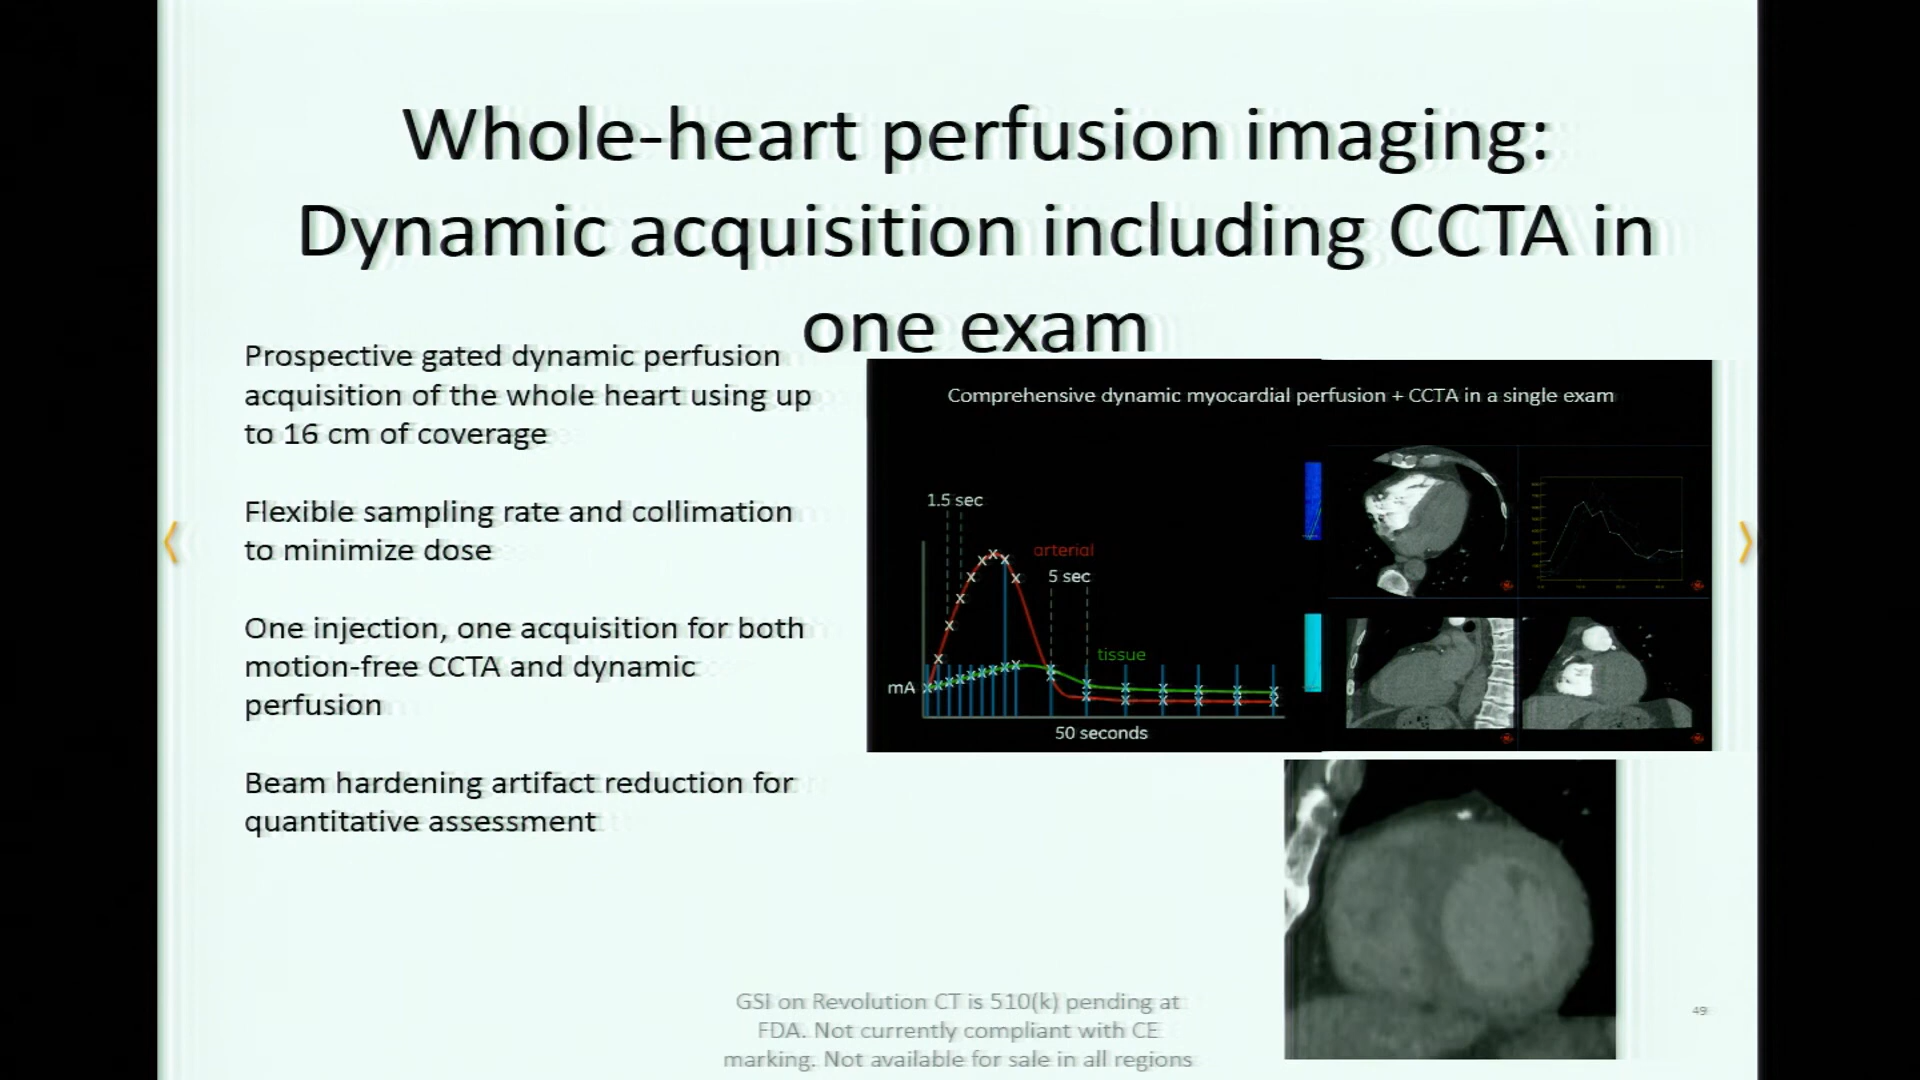 Whole-heart perfusion imaging:
Dynamic acquisition including CCTA in
one exam
Prospective gated dynamic perfusion
acquisition of the whole heart using up
to 16 cm of coverage
Flexible sampling rate and collimation
to minimize dose
One injection, one acquisition for both
motion-free CCTA and dynamic
perfusion
Beam hardening artifact reduction for
quantitative assessment
Comprehensive dynamic myocardial perfusion + CCTA in a single exam
1.5 sec
arterial
5 sec
tissue
mA
50 seconds
GSI on Revolution CT is 510(k) pending at
FDA. Not currently compliant with CE
marking. Not available for sale in all regions
49